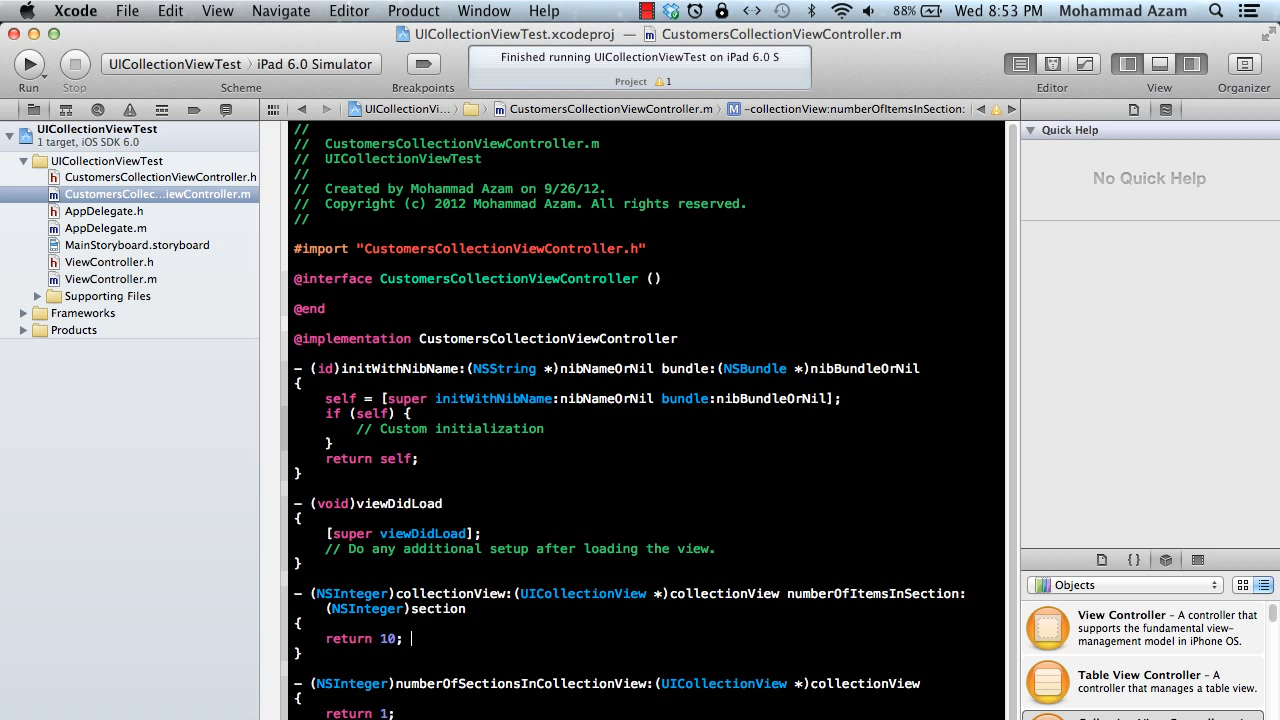 Xcode File Edit View Navigate Editor Product Window Help 88% Wed 8:53 PM Mohammad Azam
UICollectionViewTest.xcodeproj — CustomersCollectionViewController.m
UICollectionViewTest iPad 6.0 Simulator
Finished running UICollectionViewTest on iPad 6.0 S
Project 1
Run Stop Scheme Breakpoints Editor View Organizer
UICollectionVi... CustomersCollectionViewController.m M -collectionView:numberOfItemsInSection:
UICollectionViewTest
1 target, iOS SDK 6.0
UICollectionViewTest
h CustomersCollectionViewController.h
m CustomersCollec...iewController.m
h AppDelegate.h
m AppDelegate.m
MainStoryboard.storyboard
h ViewController.h
m ViewController.m
Supporting Files
Frameworks
Products
//
// CustomersCollectionViewController.m
// UICollectionViewTest
//
// Created by Mohammad Azam on 9/26/12.
// Copyright (c) 2012 Mohammad Azam. All rights reserved.
//
#import "CustomersCollectionViewController.h"
@interface CustomersCollectionViewController ()
@end
@implementation CustomersCollectionViewController
- (id)initWithNibName:(NSString *)nibNameOrNil bundle:(NSBundle *)nibBundleOrNil
{
self = [super initWithNibName:nibNameOrNil bundle:nibBundleOrNil];
if (self) {
// Custom initialization
}
return self;
}
- (void)viewDidLoad
{
[super viewDidLoad];
// Do any additional setup after loading the view.
}
- (NSInteger)collectionView:(UICollectionView *)collectionView numberOfItemsInSection:
(NSInteger)section
{
return 10;
}
- (NSInteger)numberOfSectionsInCollectionView:(UICollectionView *)collectionView
{
return 1;
Quick Help
No Quick Help
{ }
Objects
View Controller - A controller that
supports the fundamental view-
management model in iPhone OS.
Table View Controller - A
controller that manages a table view.